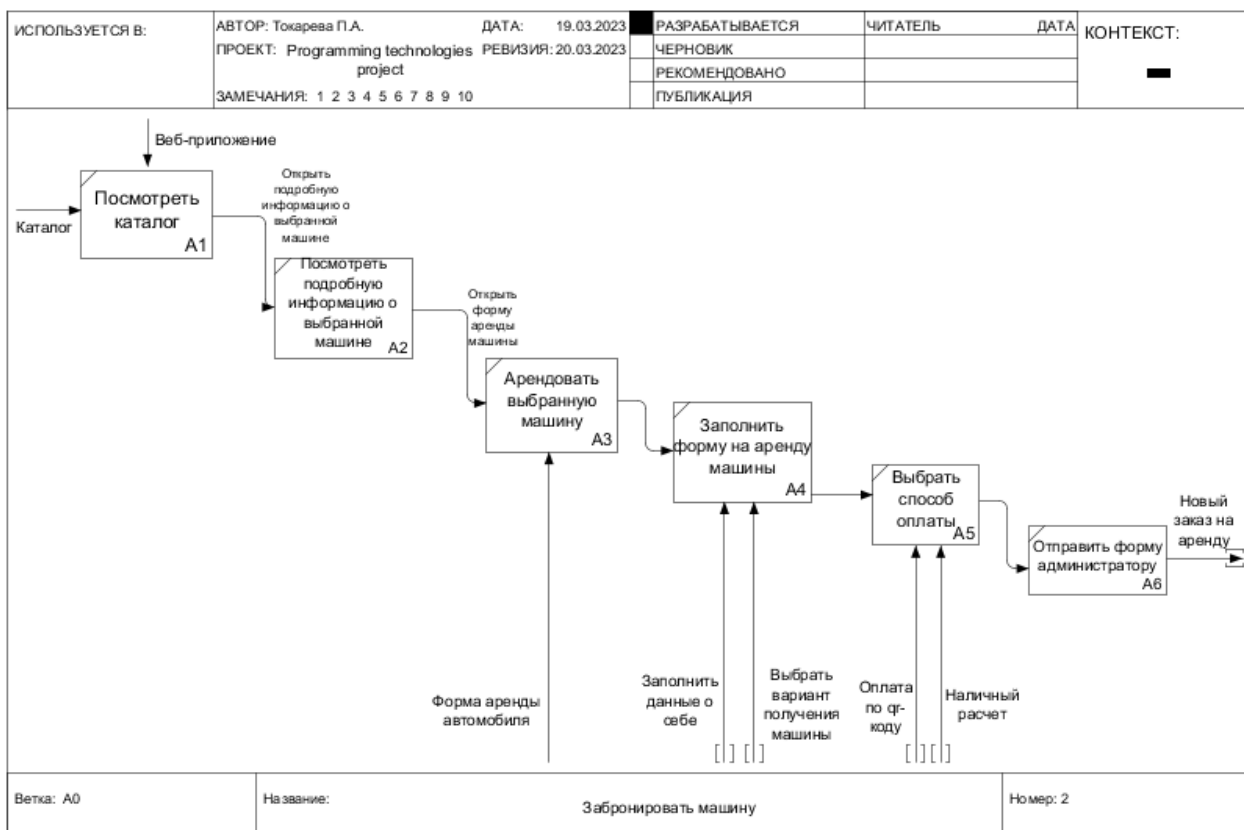 ИСПОЛЬЗУЕТСЯ В:
АВТОР: Токарева П.А.
ДАТА: 19.03.2023
ПРОЕКТ: Programming technologies
project
РЕВИЗИЯ: 20.03.2023
ЗАМЕЧАНИЯ: 1 2 3 4 5 6 7 8 9 10
РАЗРАБАТЫВАЕТСЯ
ЧЕРНОВИК
РЕКОМЕНДОВАНО
ПУБЛИКАЦИЯ
ЧИТАТЕЛЬ
ДАТА
КОНТЕКСТ:
Веб-приложение
Каталог
Посмотреть
каталог
A1
Открыть
подробную
информацию о
выбранной
машине
Посмотреть
подробную
информацию о
выбранной
машине
A2
Открыть
форму
аренды
машины
Арендовать
выбранную
машину
A3
Заполнить
форму на аренду
машины
A4
Выбрать
способ
оплаты
A5
Отправить форму
администратору
A6
Новый
заказ на
аренду
Форма аренды
автомобиля
Заполнить
данные о
себе
Выбрать
вариант
получения
машины
Оплата
по qr-
коду
Наличный
расчет
Ветка: A0
Название:
Забронировать машину
Номер: 2